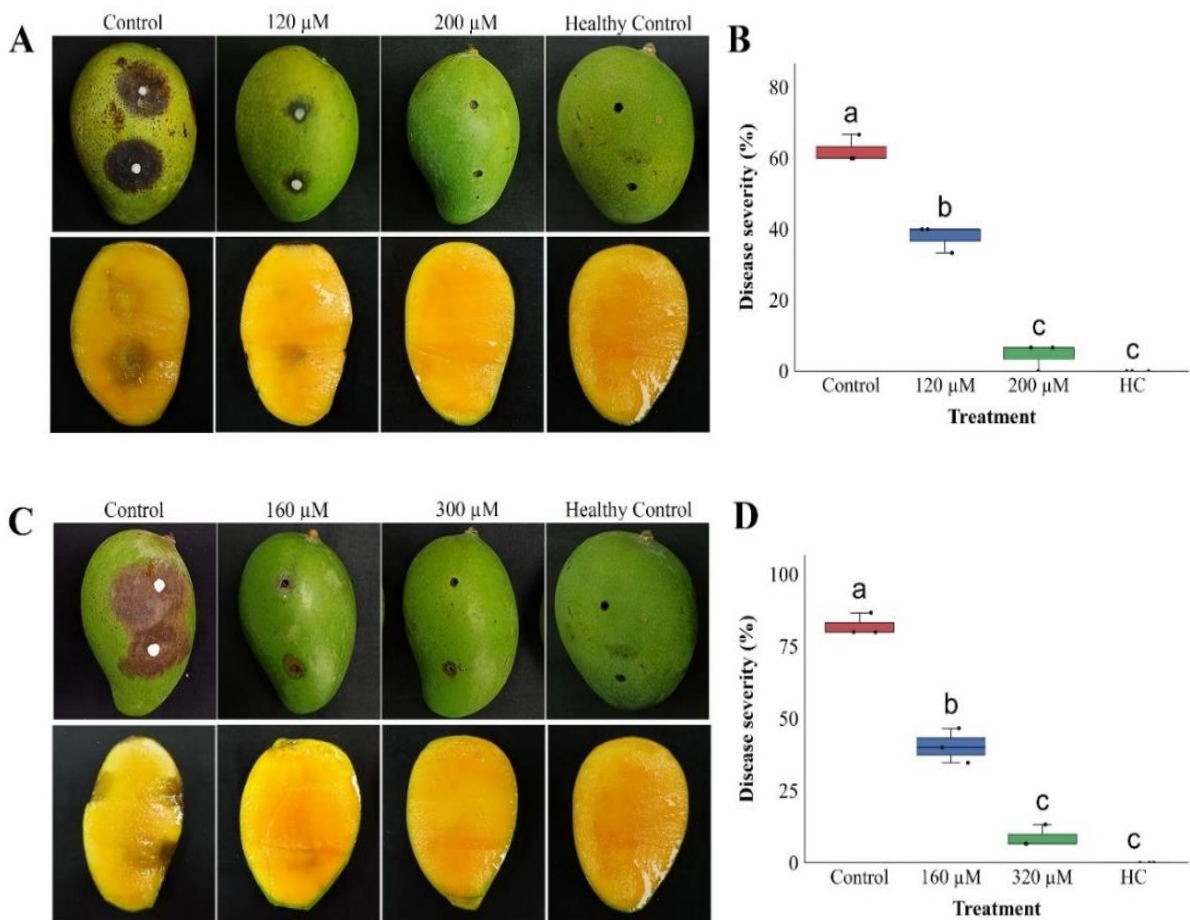 A
Control
120 µM
200 µM
Healthy Control
B
Disease severity (%)
80
60
40
20
0
a
b
c
c
Control
120 µM
200 µM
HC
Treatment
C
Control
160 µM
300 µM
Healthy Control
D
Disease severity (%)
100
75
50
25
0
a
b
c
c
Control
160 µM
320 µM
HC
Treatment